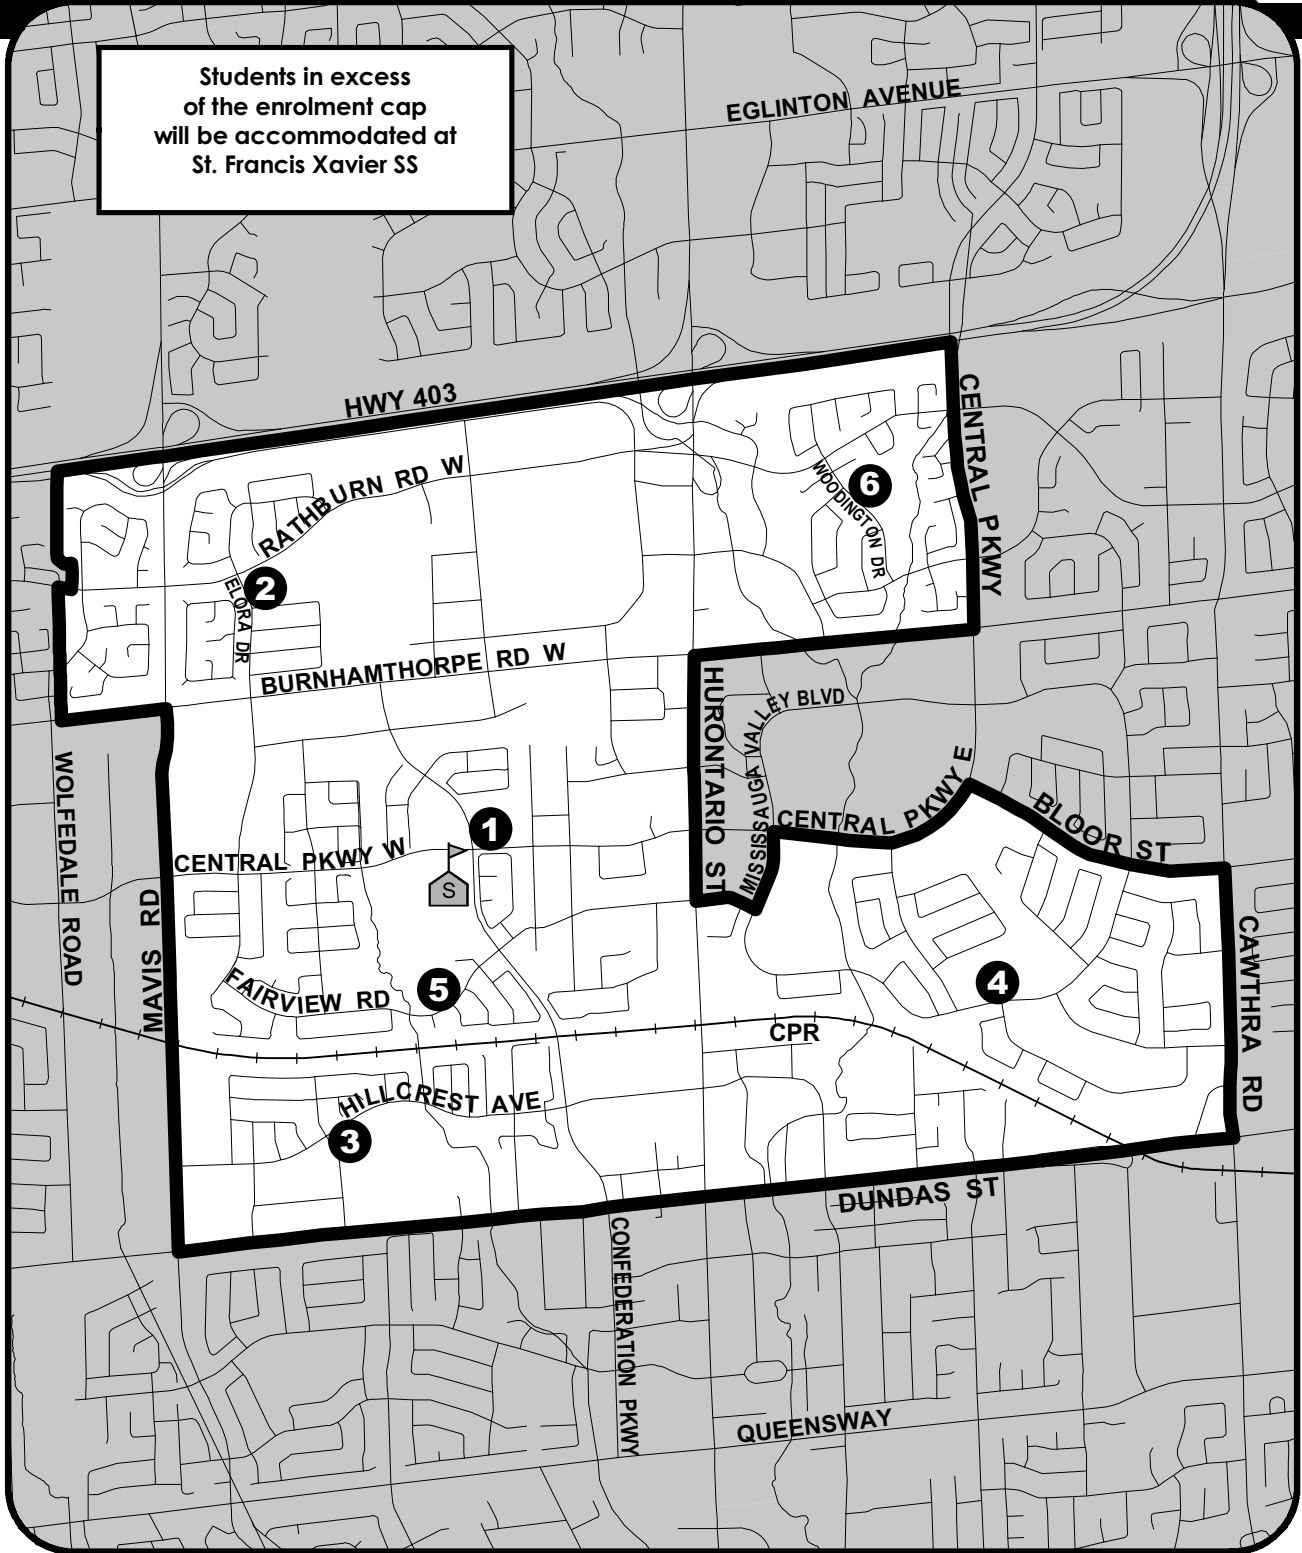 Students in excess
of the enrolment cap
will be accommodated at
St. Francis Xavier SS
EGLINTON AVENUE
HWY 403
CENTRAL PKWY
RATHBURN RD W
WOODINGTON DR
6
2
ELORA DR
BURNHAMTHORPE RD W
HURONTARIO ST
MISSISSAUGA VALLEY BLVD
CENTRAL PKWY E
BLOOR ST
WOLFEDALE ROAD
1
CENTRAL PKWY W
S
MAVIS RD
CAWTHRA RD
FAIRVIEW RD
5
4
CPR
HILLCREST AVE
3
DUNDAS ST
CONFEDERATION PKWY
QUEENSWAY